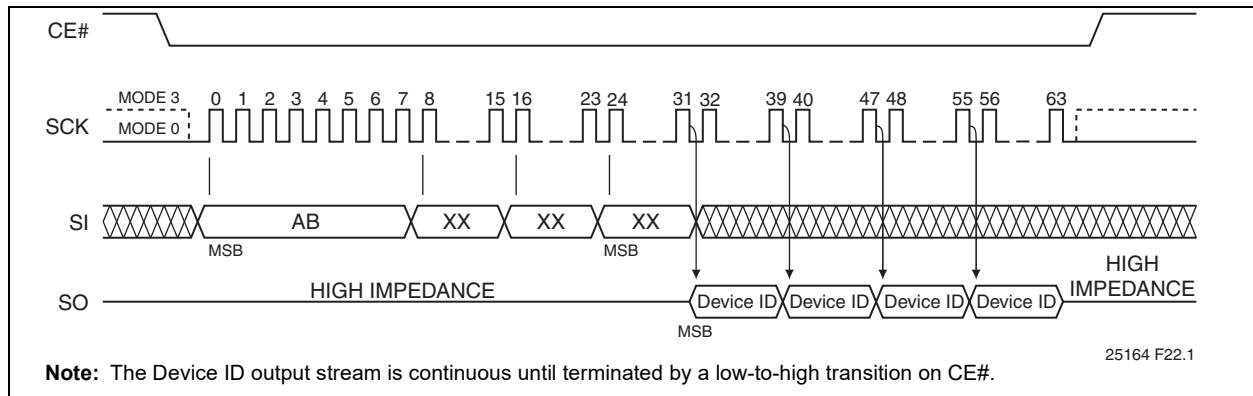 CE#
MODE 3
SCK
MODE 0
0 1 2 3 4 5 6 7 8 15 16 23 24 31 32 39 40 47 48 55 56 63
SI
AB XX XX XX
MSB MSB
SO
HIGH IMPEDANCE
Device ID Device ID Device ID Device ID
HIGH
IMPEDANCE
MSB
25164 F22.1
Note: The Device ID output stream is continuous until terminated by a low-to-high transition on CE#.